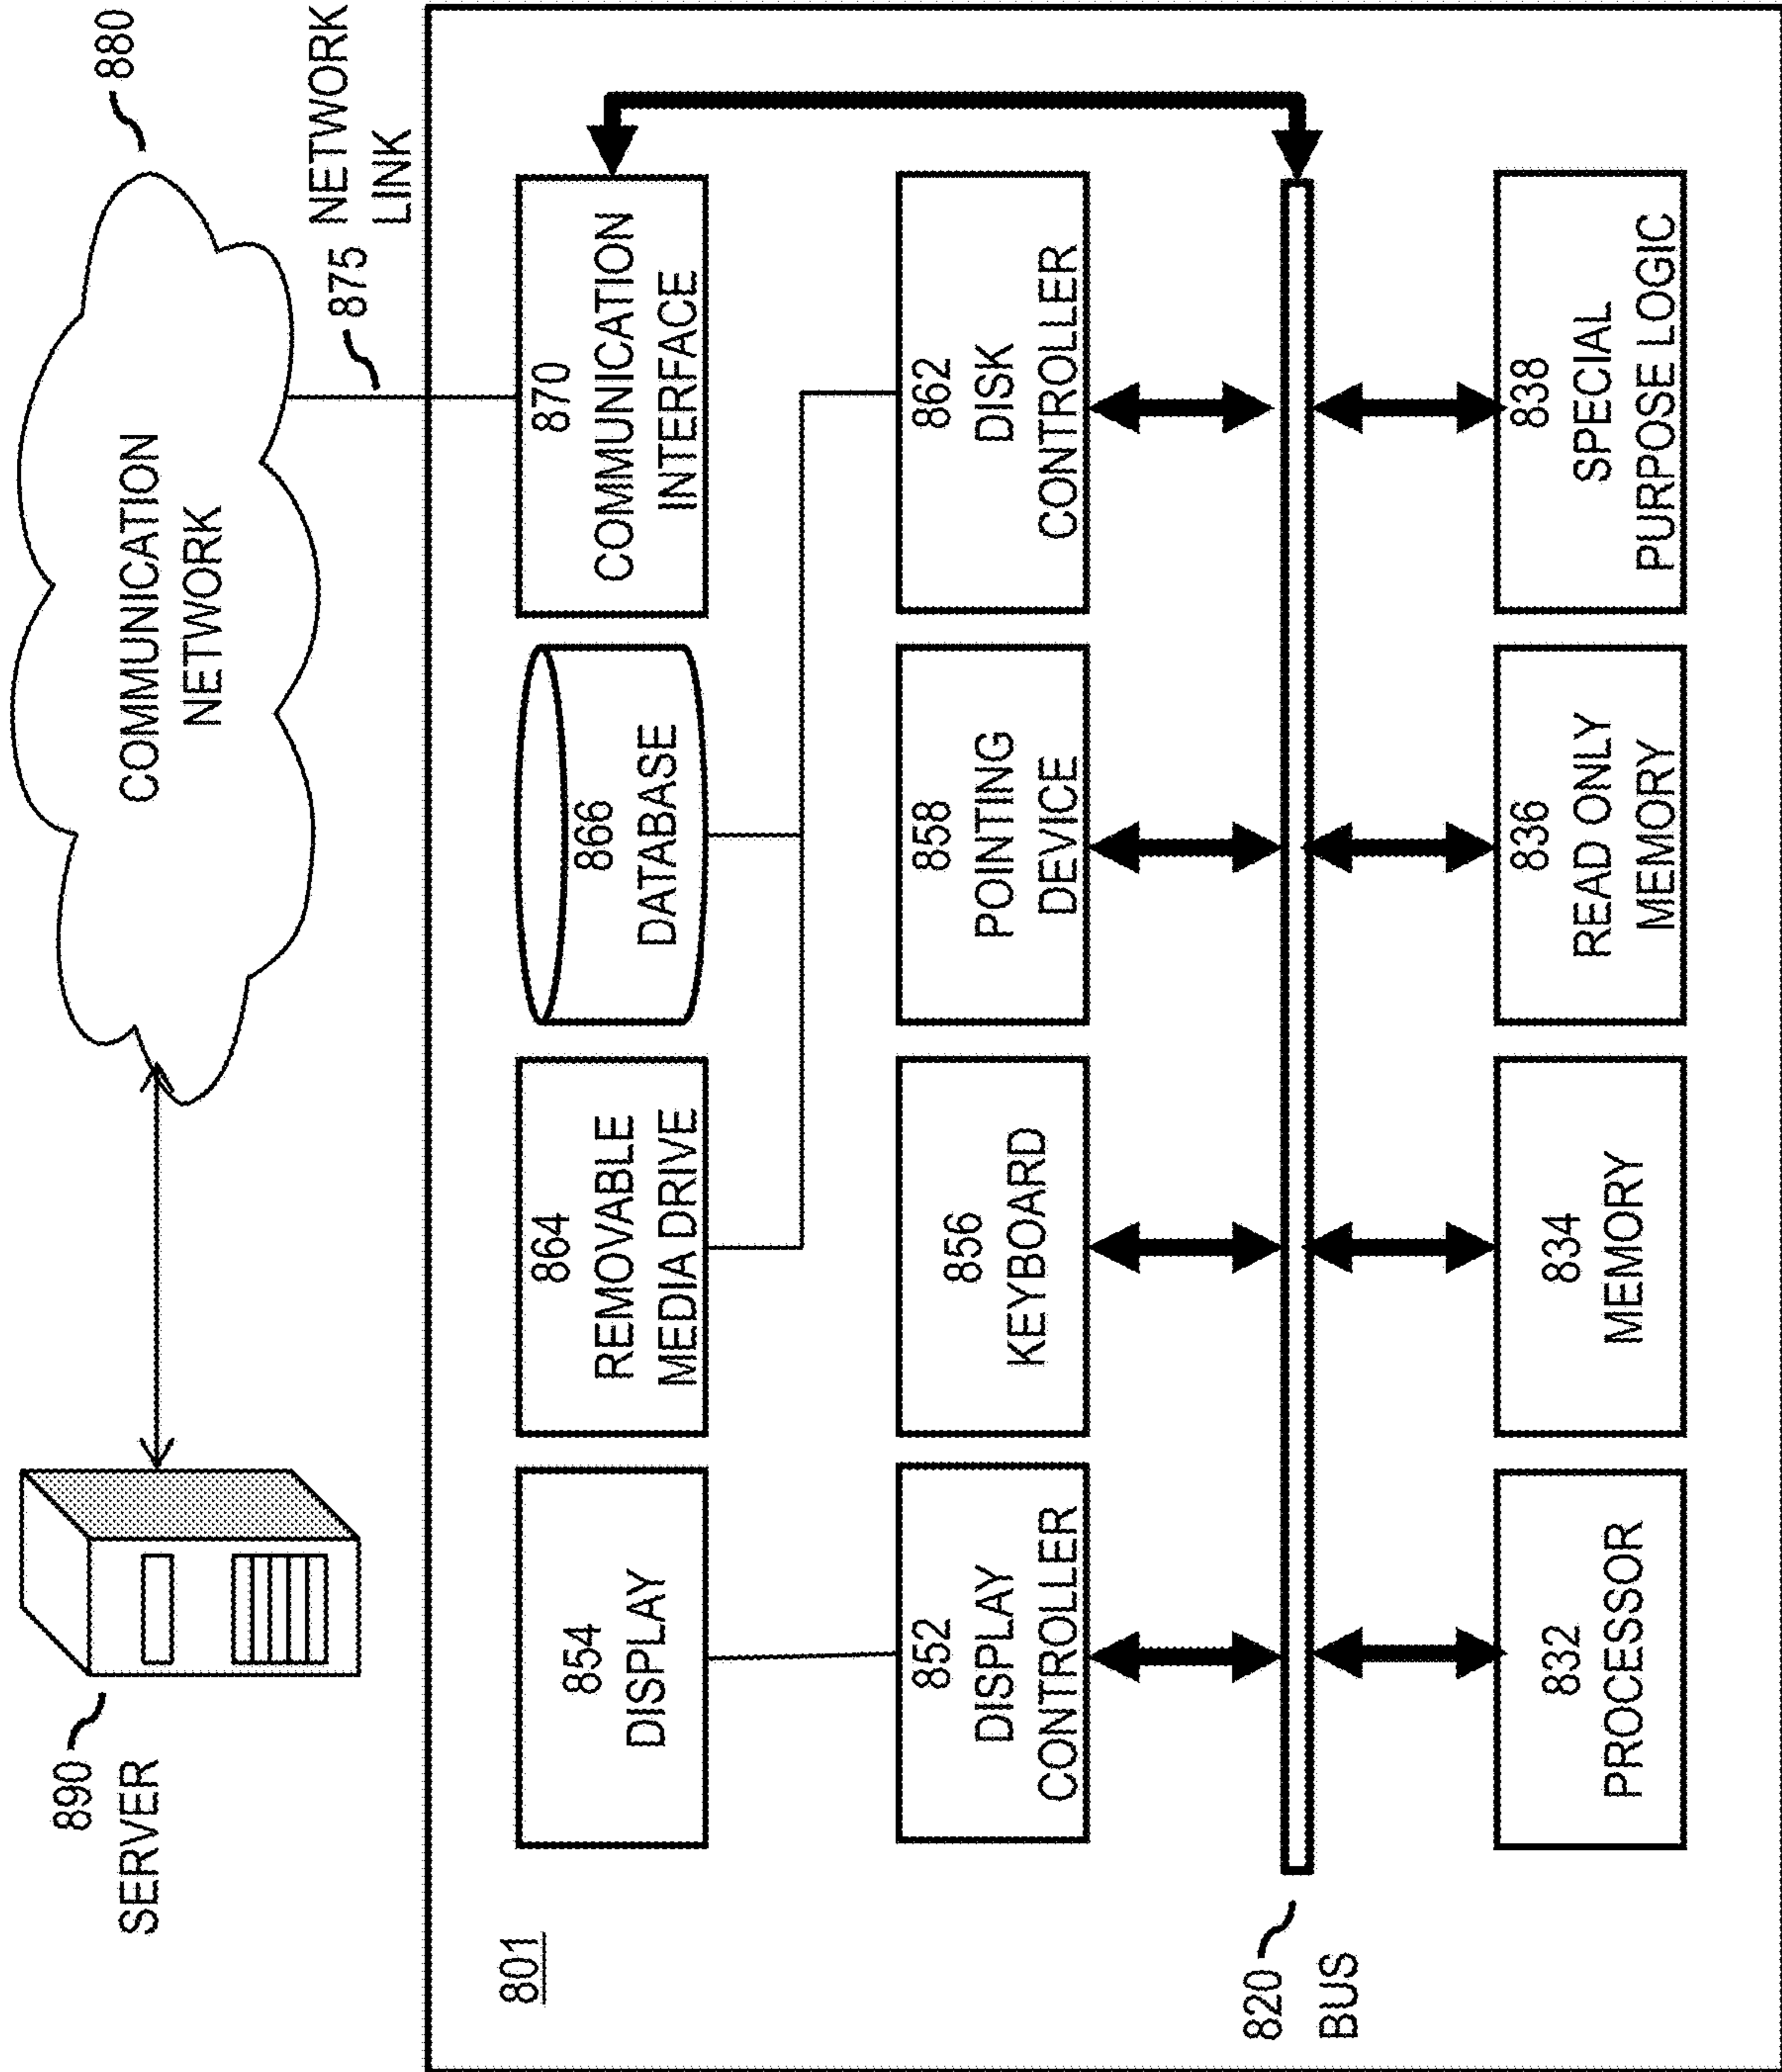 890
SERVER
COMMUNICATION
NETWORK
880
875
NETWORK
LINK
801
854
DISPLAY
864
REMOVABLE
MEDIA DRIVE
866
DATABASE
870
COMMUNICATION
INTERFACE
852
DISPLAY
CONTROLLER
856
KEYBOARD
858
POINTING
DEVICE
862
DISK
CONTROLLER
820
BUS
832
PROCESSOR
834
MEMORY
836
READ ONLY
MEMORY
838
SPECIAL
PURPOSE LOGIC